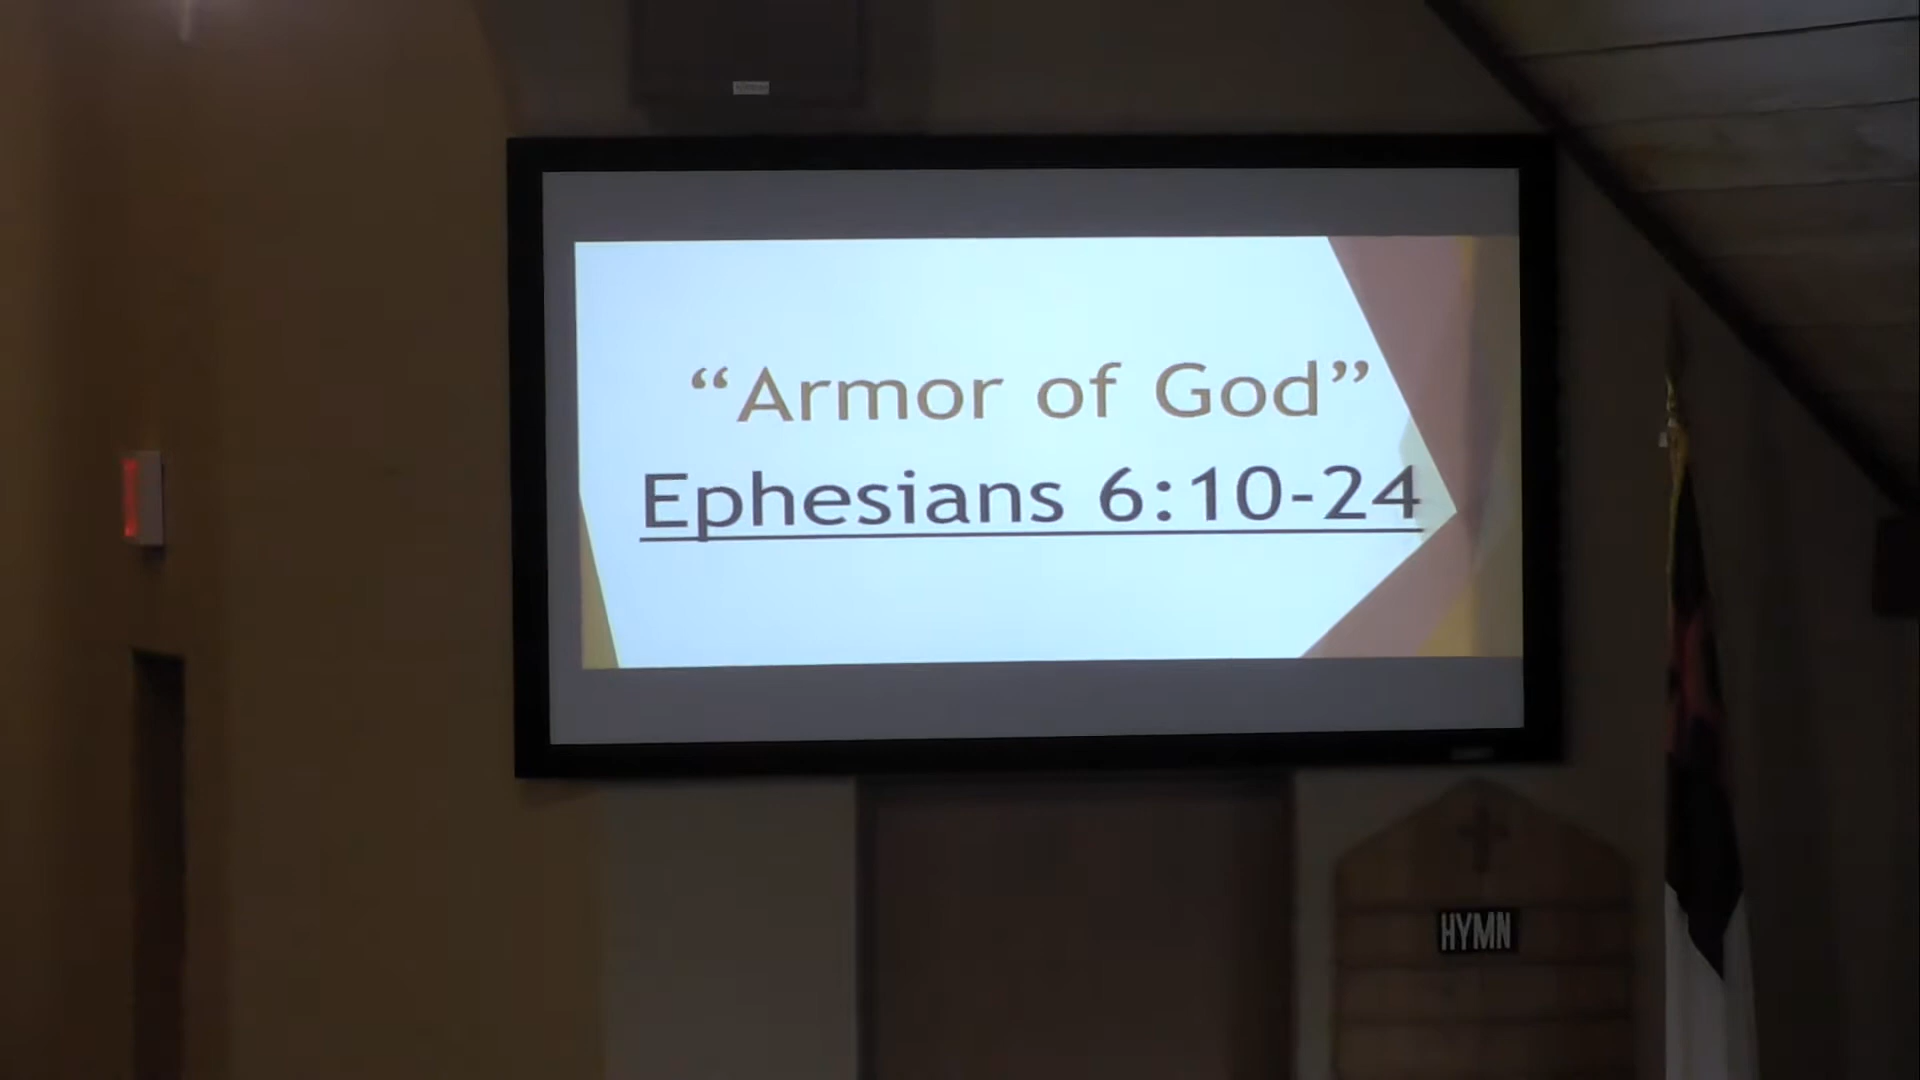 “Armor of God”
Ephesians 6:10-24
HYMN